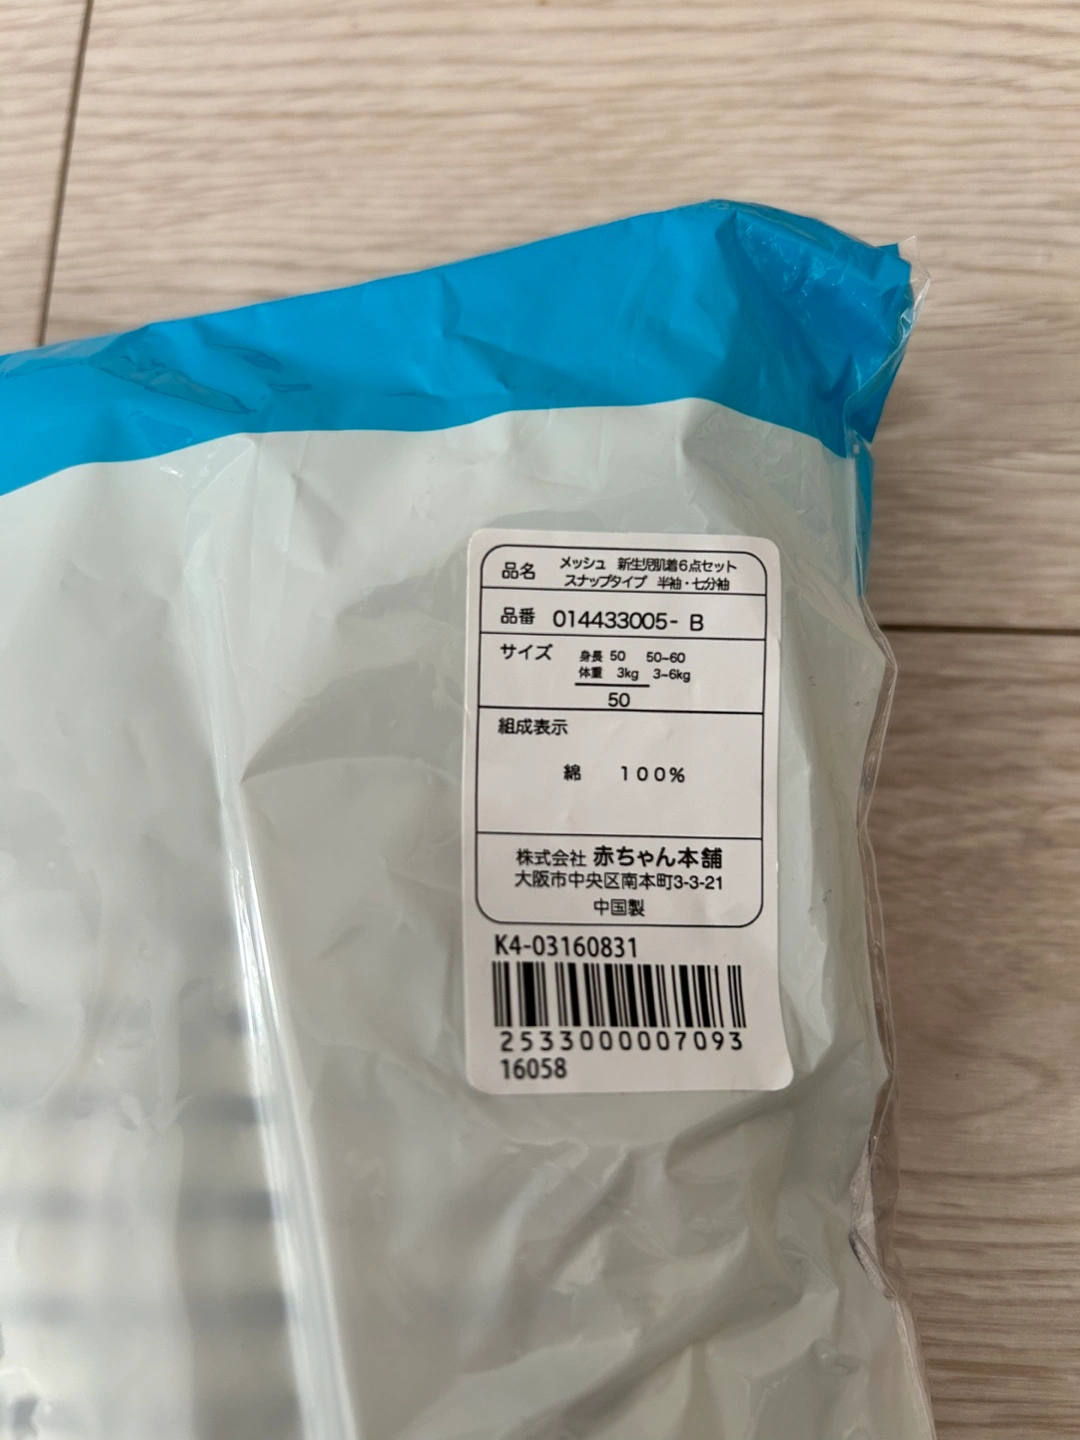 品名 メッシュ 新生児肌着6点セット
スナップタイプ 半袖・七分袖
品番 014433005- B
サイズ 身長 50 50~60
体重 3kg 3~6kg
50
組成表示
綿 100%
株式会社 赤ちゃん本舗
大阪市中央区南本町3-3-21
中国製
K4-03160831
2533000007093
16058